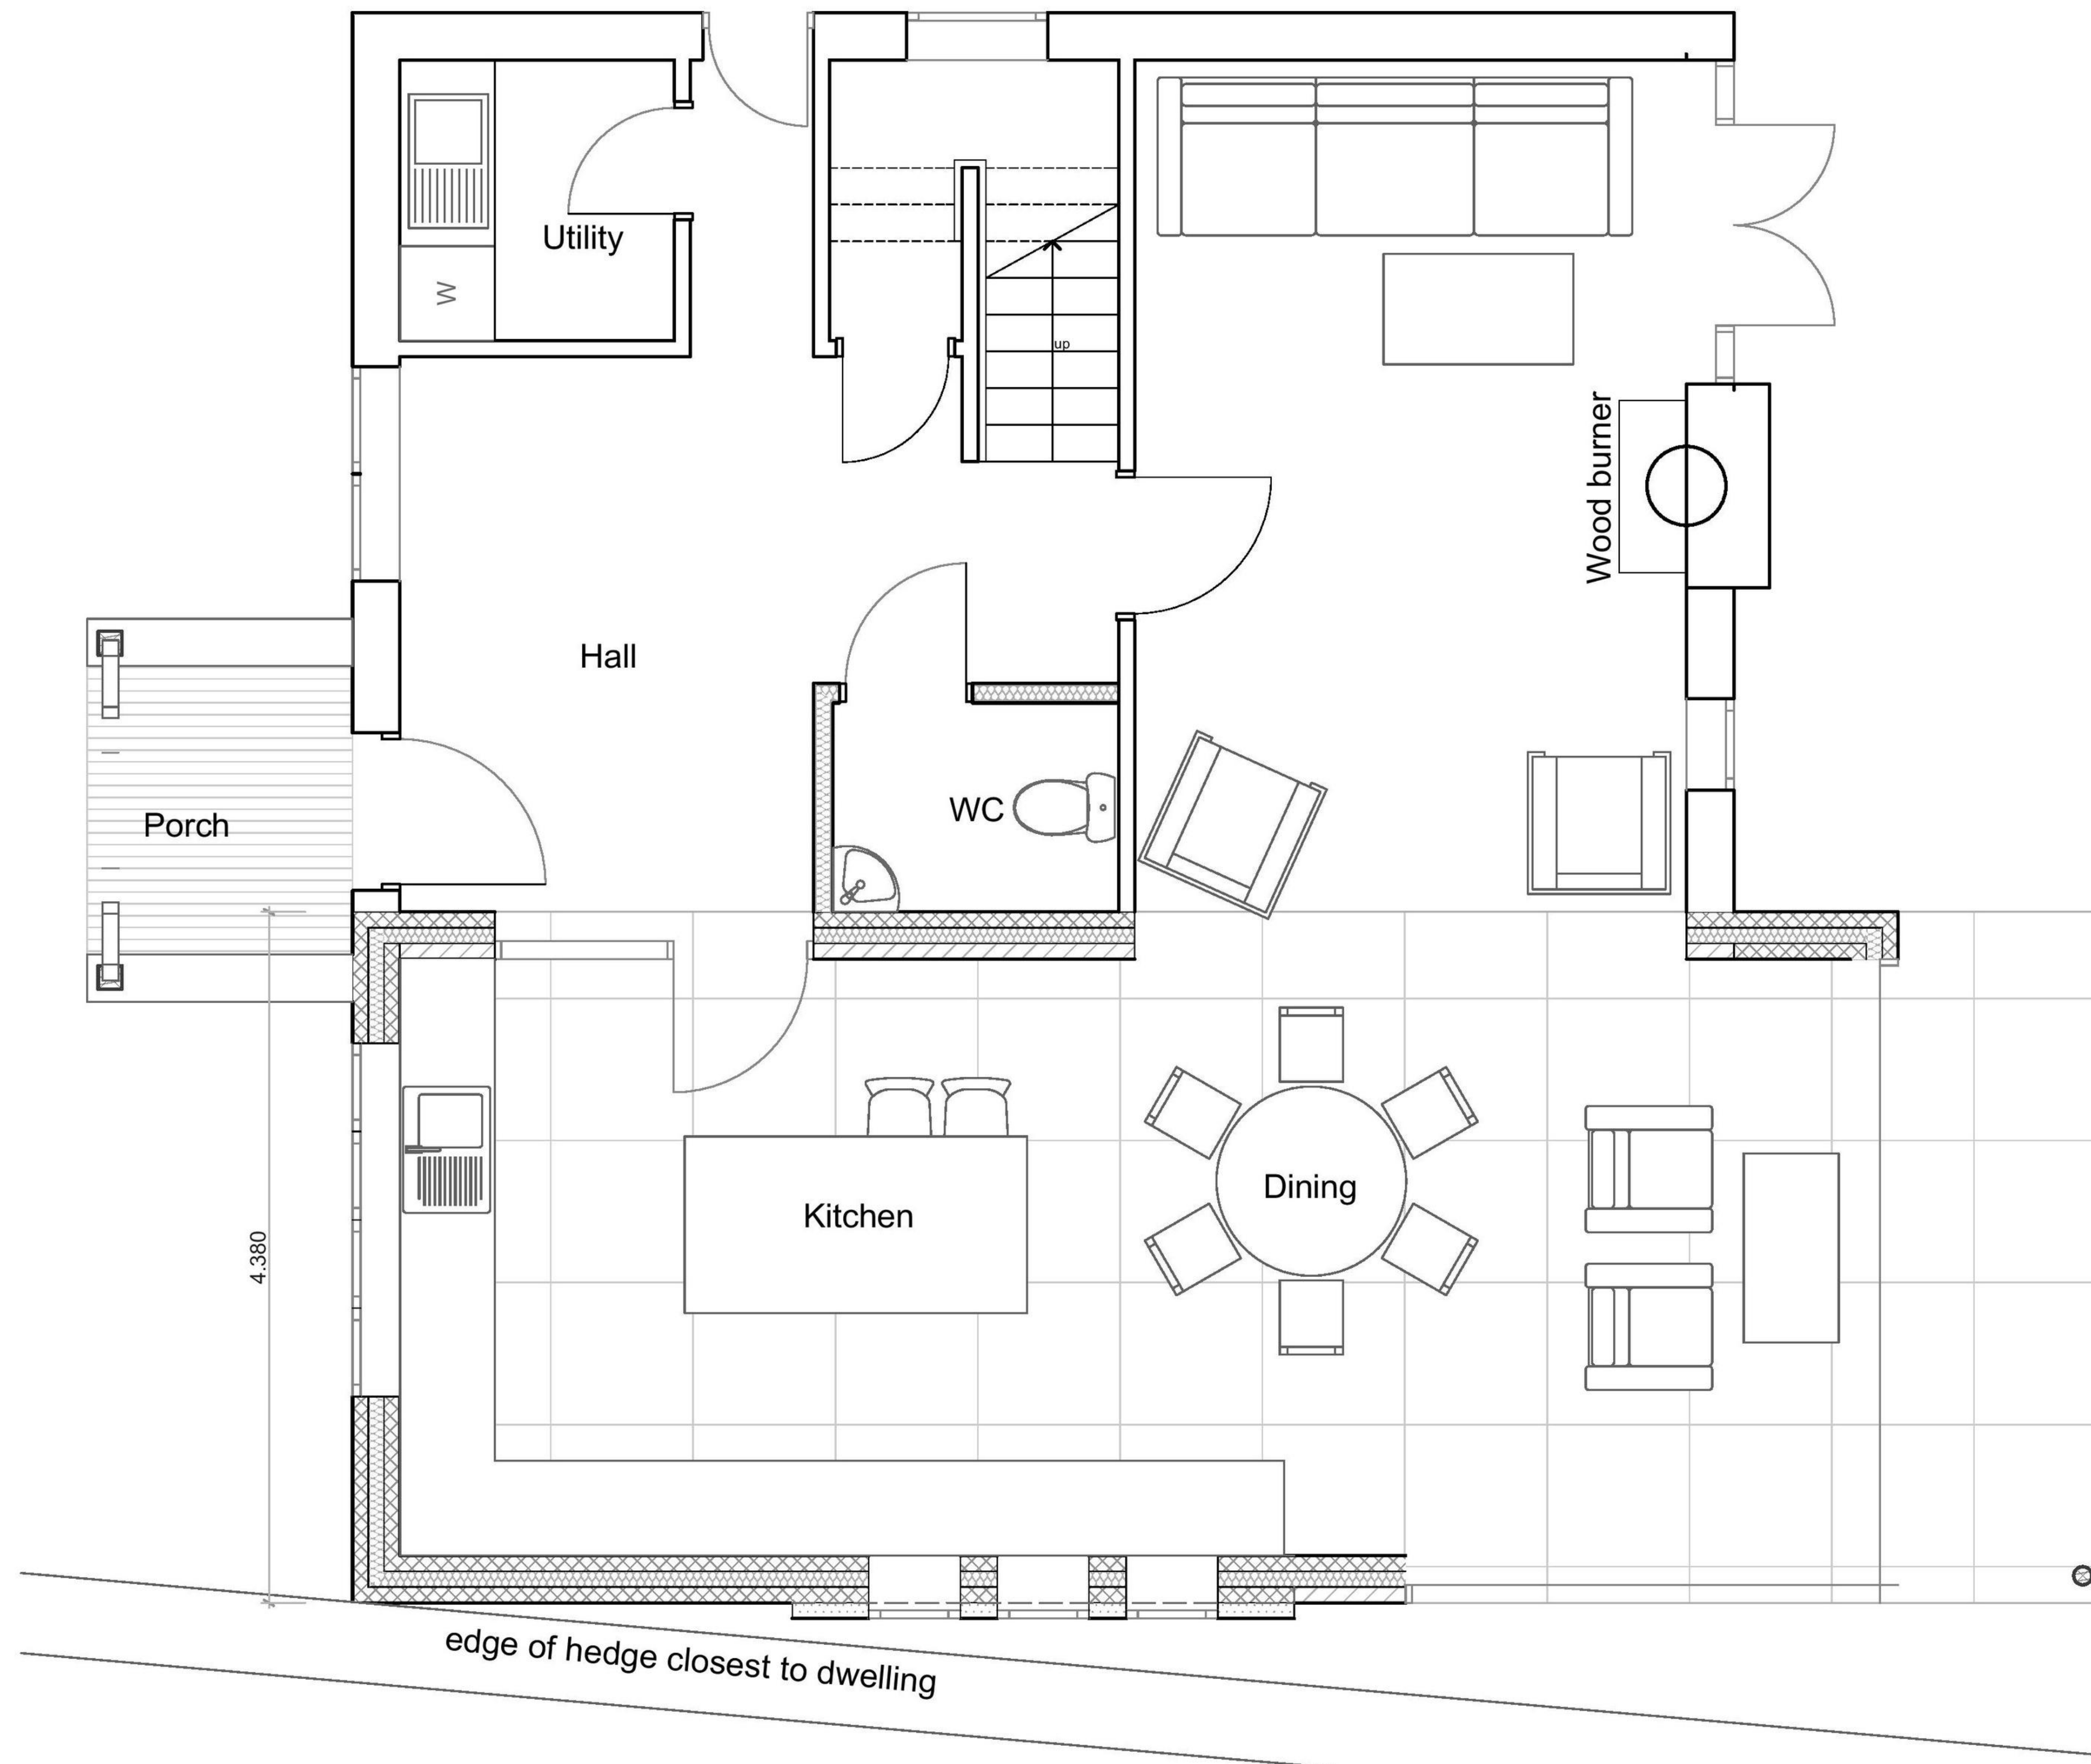 Utility
W
up
Wood burner
Hall
Porch
WC
Dining
Kitchen
4.380
edge of hedge closest to dwelling